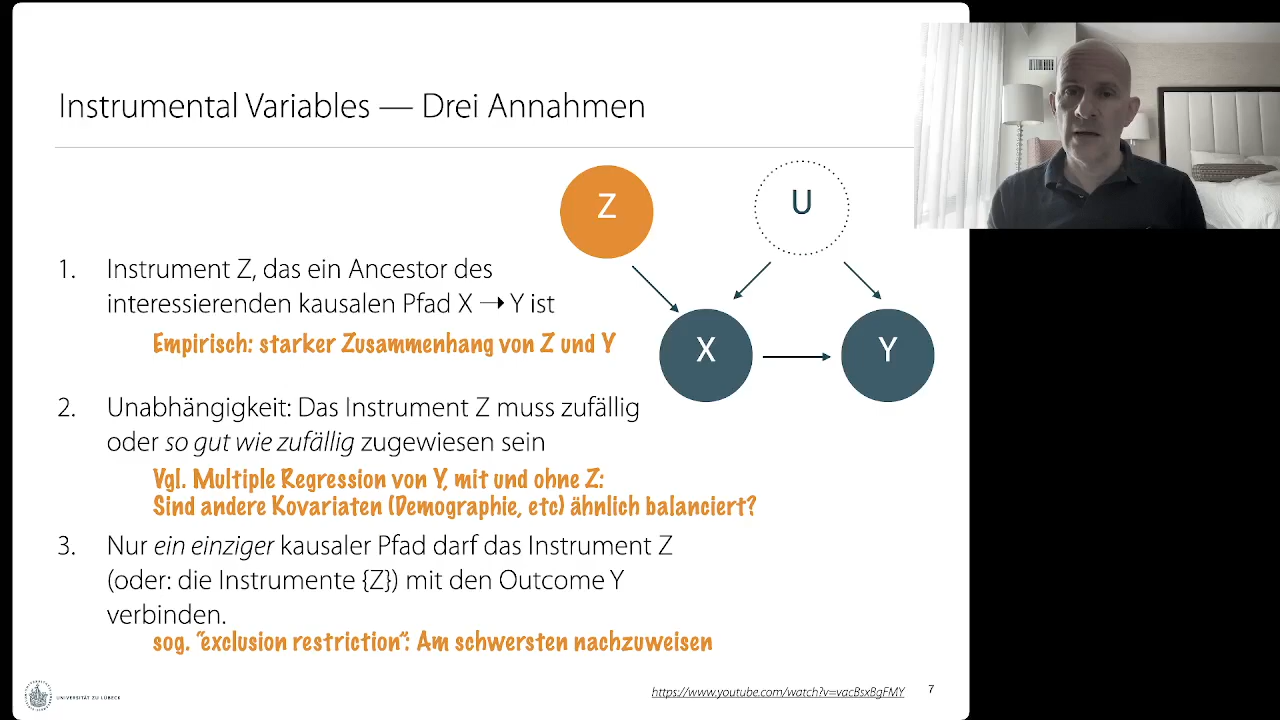 Instrumental Variables — Drei Annahmen
Z
U
1. Instrument Z, das ein Ancestor des
interessierenden kausalen Pfad X → Y ist
Empirisch: starker Zusammenhang von Z und Y
X
Y
2. Unabhängigkeit: Das Instrument Z muss zufällig
oder so gut wie zufällig zugewiesen sein
Vgl. Multiple Regression von Y, mit und ohne Z:
Sind andere Kovariaten (Demographie, etc) ähnlich balanciert?
3. Nur ein einziger kausaler Pfad darf das Instrument Z
(oder: die Instrumente {Z}) mit den Outcome Y
verbinden.
sog. “exclusion restriction”: Am schwersten nachzuweisen
UNIVERSITÄT ZU LÜBECK
https://www.youtube.com/watch?v=vacBsxBgFMY
7